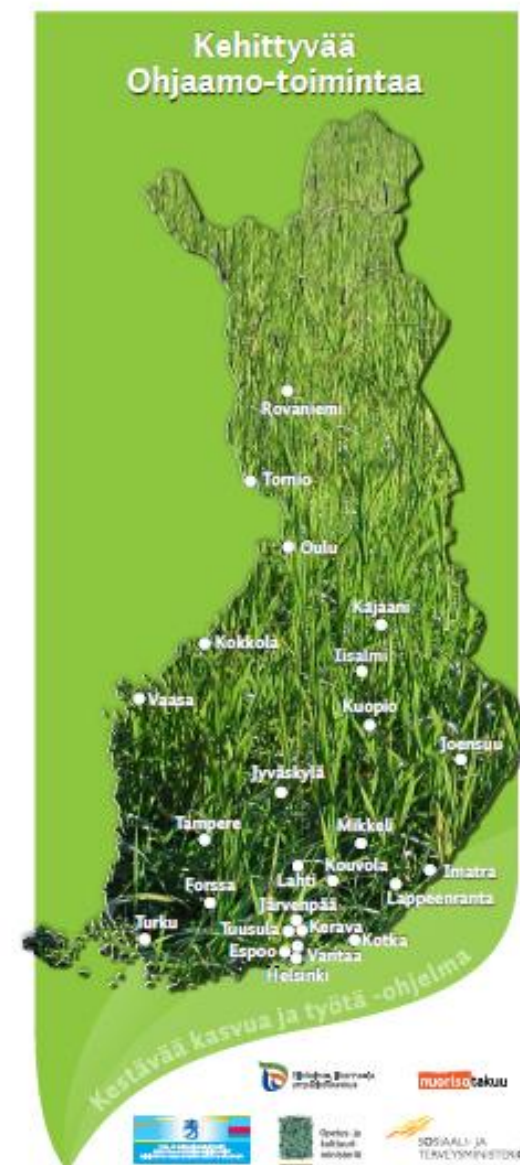 Kehittyvää
Ohjaamo-toimintaa
Rovaniemi
Tornio
Oulu
Kajaani
Kokkola
Iisalmi
Vaasa
Kuopio
Joensuu
Jyväskylä
Tampere
Mikkeli
Lahti
Kouvola
Imatra
Forssa
Lappeenranta
Järvenpää
Turku
Tuusula
Kerava
Kotka
Espoo
Vantaa
Helsinki
Kestävää kasvua ja työtä -ohjelma
nuorisotakuu
Opetus- ja
kulttuuri-
ministeriö
SOSIAALI- JA
TERVEYSMINISTERIÖ